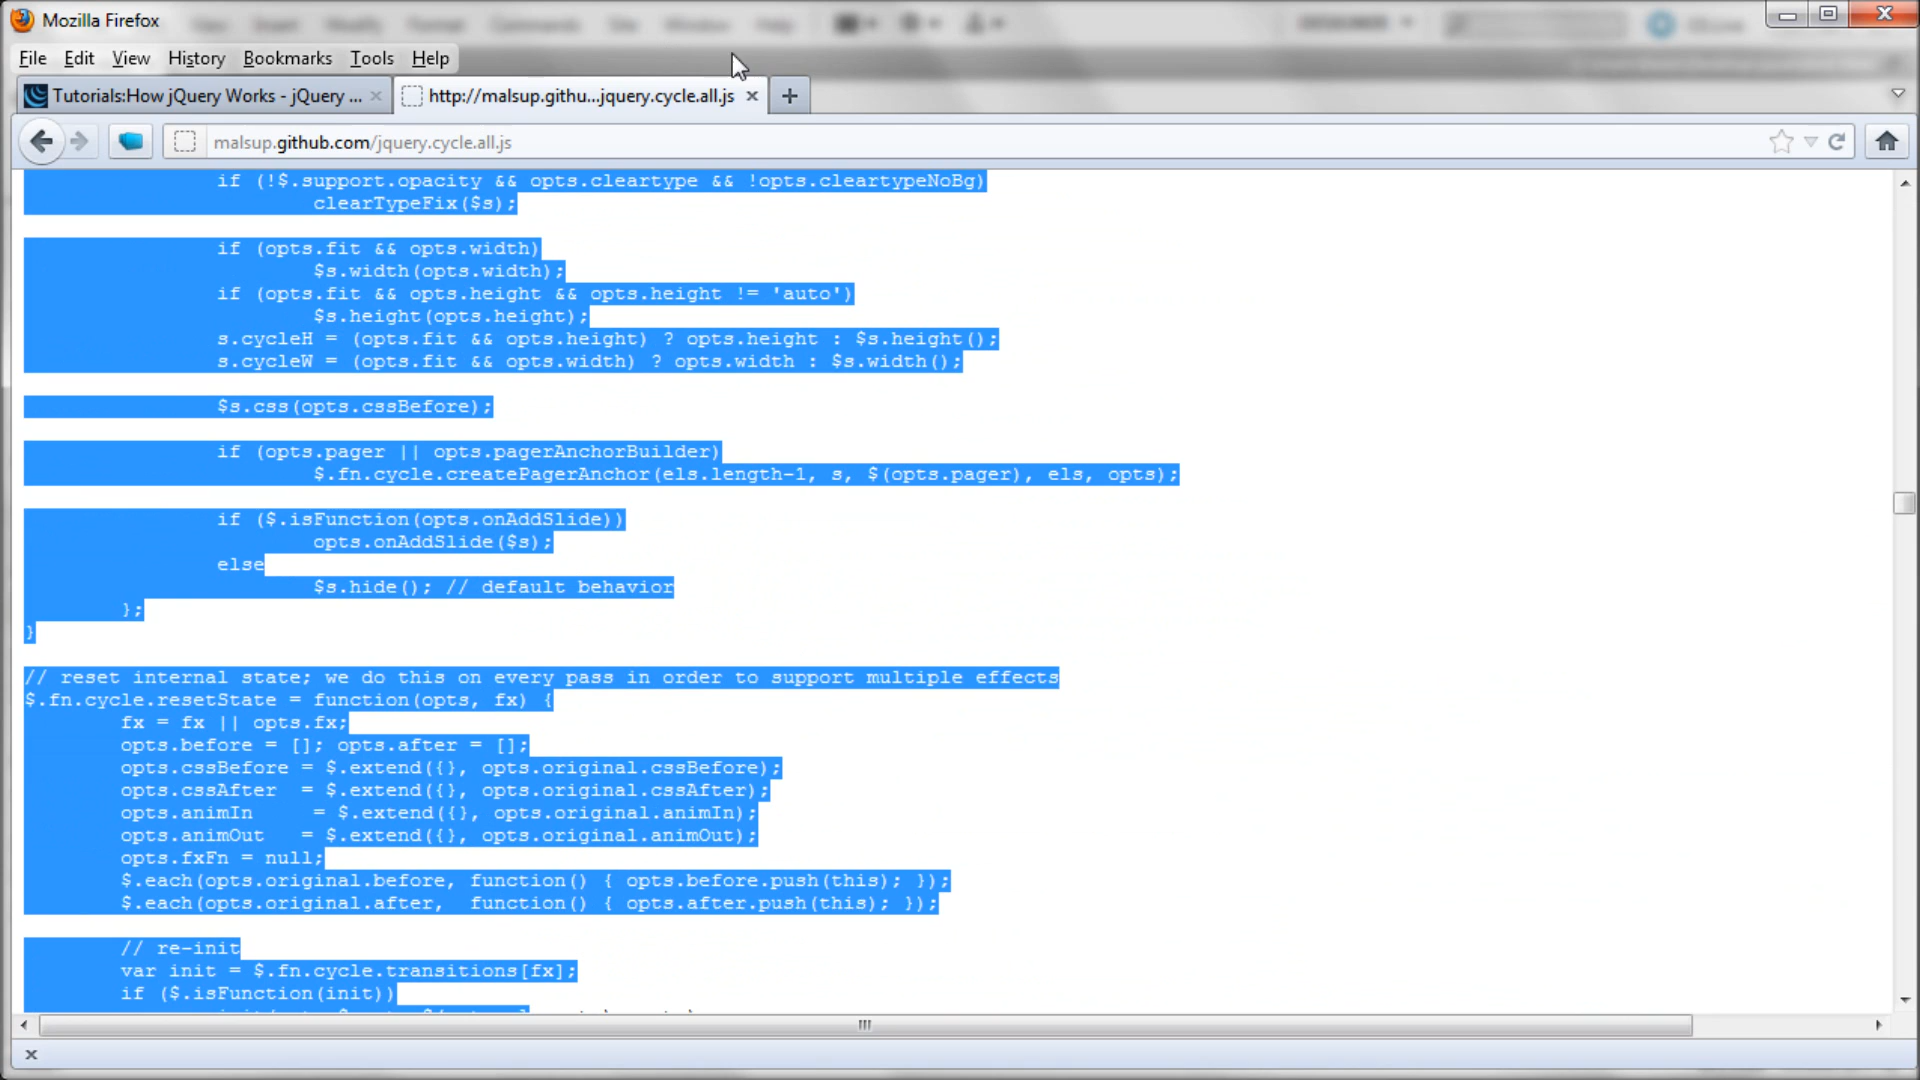 Mozilla Firefox
View Insert Modify Format Commands Site Window Help
File Edit View History Bookmarks Tools Help
Tutorials:How jQuery Works - jQuery ...
http://malsup.githu...jquery.cycle.all.js
malsup.github.com/jquery.cycle.all.js
if (!$.support.opacity && opts.cleartype && !opts.cleartypeNoBg)
clearTypeFix($s);
if (opts.fit && opts.width)
$s.width(opts.width);
if (opts.fit && opts.height && opts.height != 'auto')
$s.height(opts.height);
s.cycleH = (opts.fit && opts.height) ? opts.height : $s.height();
s.cycleW = (opts.fit && opts.width) ? opts.width : $s.width();
$s.css(opts.cssBefore);
if (opts.pager || opts.pagerAnchorBuilder)
$.fn.cycle.createPagerAnchor(els.length-1, s, $(opts.pager), els, opts);
if ($.isFunction(opts.onAddSlide))
opts.onAddSlide($s);
else
$s.hide(); // default behavior
};
}
// reset internal state; we do this on every pass in order to support multiple effects
$.fn.cycle.resetState = function(opts, fx) {
fx = fx || opts.fx;
opts.before = []; opts.after = [];
opts.cssBefore = $.extend({}, opts.original.cssBefore);
opts.cssAfter  = $.extend({}, opts.original.cssAfter);
opts.animIn     = $.extend({}, opts.original.animIn);
opts.animOut   = $.extend({}, opts.original.animOut);
opts.fxFn = null;
$.each(opts.original.before, function() { opts.before.push(this); });
$.each(opts.original.after,  function() { opts.after.push(this); });
// re-init
var init = $.fn.cycle.transitions[fx];
if ($.isFunction(init))